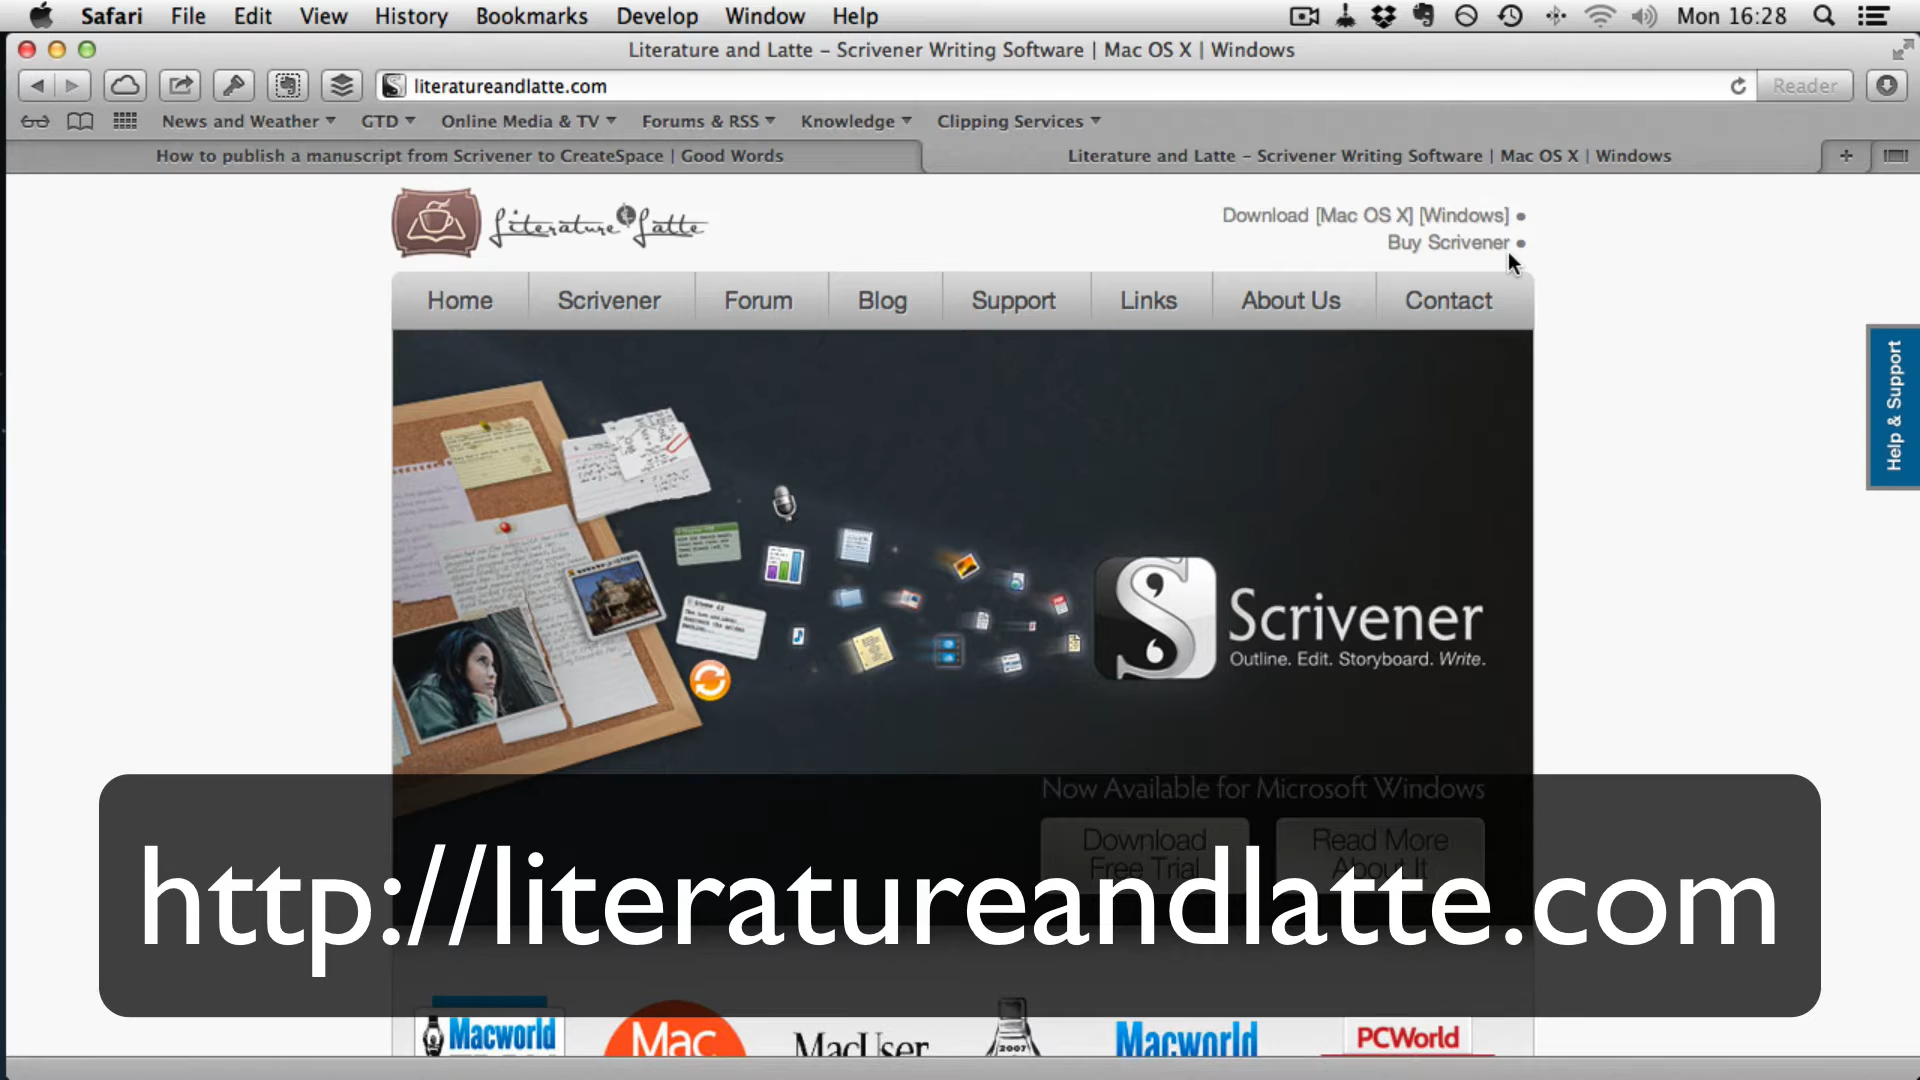 Safari File Edit View History Bookmarks Develop Window Help Mon 16:28
Literature and Latte – Scrivener Writing Software | Mac OS X | Windows
literatureandlatte.com Reader
News and Weather GTD Online Media & TV Forums & RSS Knowledge Clipping Services
How to publish a manuscript from Scrivener to CreateSpace | Good Words
Literature and Latte – Scrivener Writing Software | Mac OS X | Windows
Literature & Latte
Download [Mac OS X] [Windows] •
Buy Scrivener •
Home Scrivener Forum Blog Support Links About Us Contact
Help & Support
Scrivener
Outline. Edit. Storyboard. Write.
Now Available for Microsoft Windows
Download
Free Trial
Read More
About It
http://literatureandlatte.com
Macworld
Mac
MacUser
2007
Macworld
PCWorld